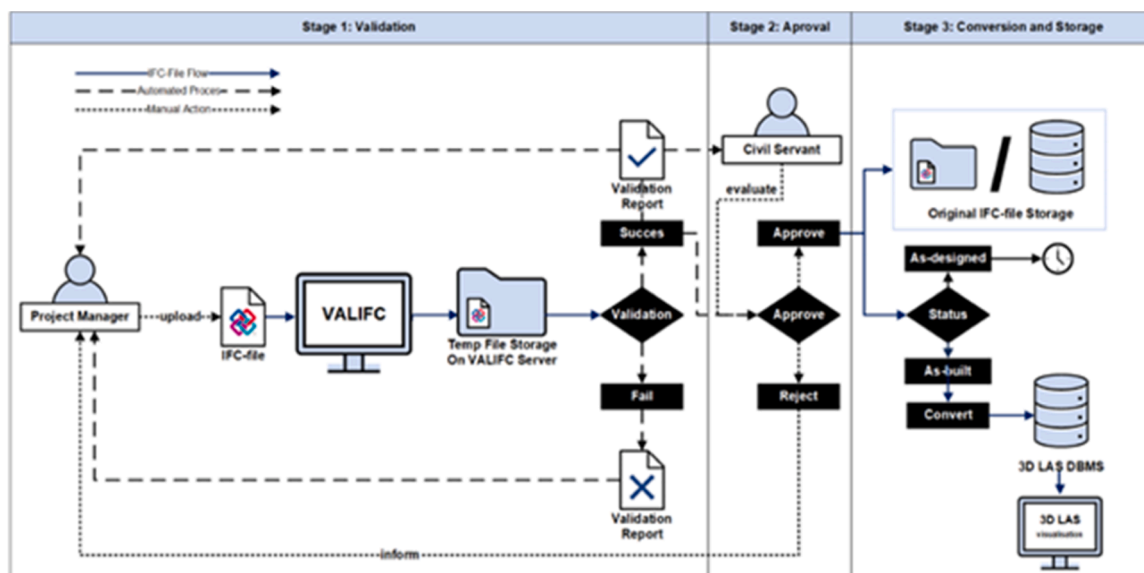 Stage 1: Validation
Stage 2: Aproval
Stage 3: Conversion and Storage
IFC-File Flow
Automated Proces
Manual Action
Validation
Report
Civil Servant
evaluate
Original IFC-file Storage
Succes
Approve
As-designed
Project Manager
upload
IFC-file
VALIFC
Temp File Storage
On VALIFC Server
Validation
Approve
Status
Fail
Reject
As-built
Convert
3D LAS DBMS
Validation
Report
3D LAS
visualisation
inform